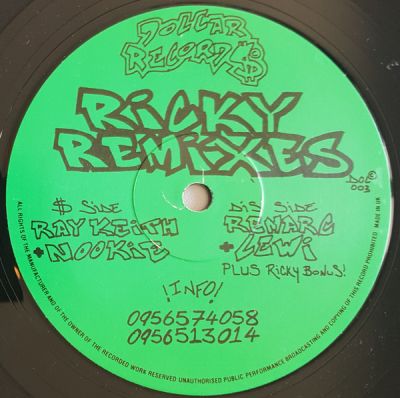 DOLLAR
RECORDZ $
RICKY
REMIXES
DOL 003
$ SIDE
RAY KEITH
+ NOOKIE
DIS SIDE
REMARC
+ LEWI
PLUS RICKY BONUS!
!INFO!
0956574058
0956513014
ALL RIGHTS OF THE MANUFACTURER AND OF THE OWNER OF THE RECORDED WORK RESERVED UNAUTHORISED PUBLIC PERFORMANCE BROADCASTING AND COPYING OF THIS RECORD PROHIBITED MADE IN UK